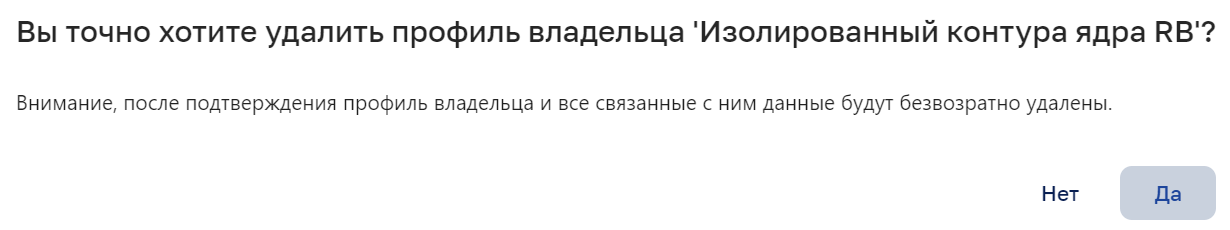 Вы точно хотите удалить профиль владельца 'Изолированный контура ядра RB'?
Внимание, после подтверждения профиль владельца и все связанные с ним данные будут безвозратно удалены.
Нет Да